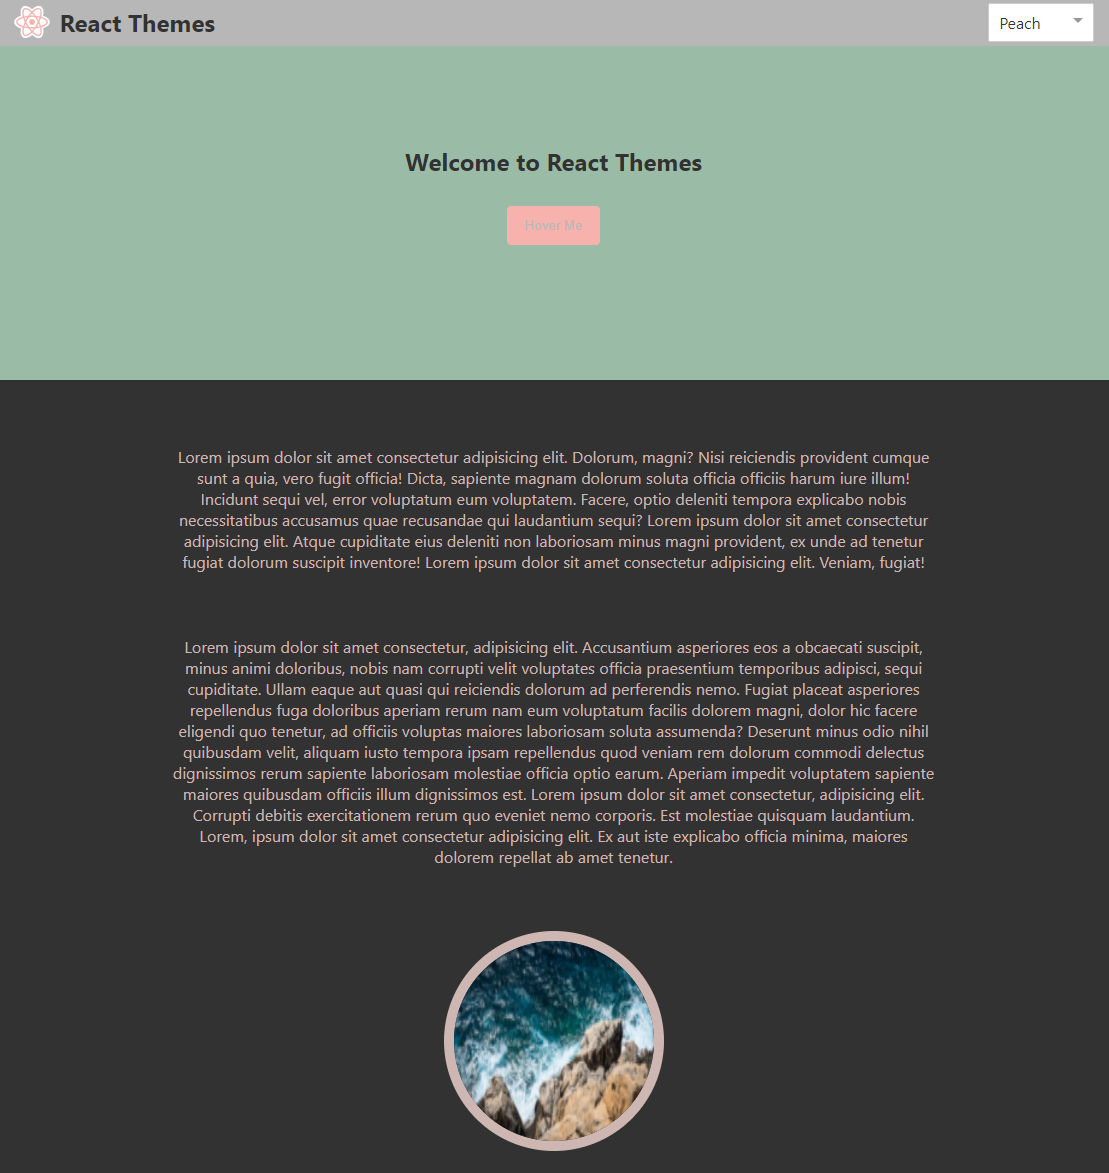 React Themes
Peach
Welcome to React Themes
Hover Me
Lorem ipsum dolor sit amet consectetur adipisicing elit. Dolorum, magni? Nisi reiciendis provident cumque
sunt a quia, vero fugit officia! Dicta, sapiente magnam dolorum soluta officia officiis harum iure illum!
Incidunt sequi vel, error voluptatum eum voluptatem. Facere, optio deleniti tempora explicabo nobis
necessitatibus accusamus quae recusandae qui laudantium sequi? Lorem ipsum dolor sit amet consectetur
adipisicing elit. Atque cupiditate eius deleniti non laboriosam minus magni provident, ex unde ad tenetur
fugiat dolorum suscipit inventore! Lorem ipsum dolor sit amet consectetur adipisicing elit. Veniam, fugiat!
Lorem ipsum dolor sit amet consectetur, adipisicing elit. Accusantium asperiores eos a obcaecati suscipit,
minus animi doloribus, nobis nam corrupti velit voluptates officia praesentium temporibus adipisci, sequi
cupiditate. Ullam eaque aut quasi qui reiciendis dolorum ad perferendis nemo. Fugiat placeat asperiores
repellendus fuga doloribus aperiam rerum nam eum voluptatum facilis dolorem magni, dolor hic facere
eligendi quo tenetur, ad officiis voluptas maiores laboriosam soluta assumenda? Deserunt minus odio nihil
quibusdam velit, aliquam iusto tempora ipsam repellendus quod veniam rem dolorum commodi delectus
dignissimos rerum sapiente laboriosam molestiae officia optio earum. Aperiam impedit voluptatem sapiente
maiores quibusdam officiis illum dignissimos est. Lorem ipsum dolor sit amet consectetur, adipisicing elit.
Corrupti debitis exercitationem rerum quo eveniet nemo corporis. Est molestiae quisquam laudantium.
Lorem, ipsum dolor sit amet consectetur adipisicing elit. Ex aut iste explicabo officia minima, maiores
dolorem repellat ab amet tenetur.